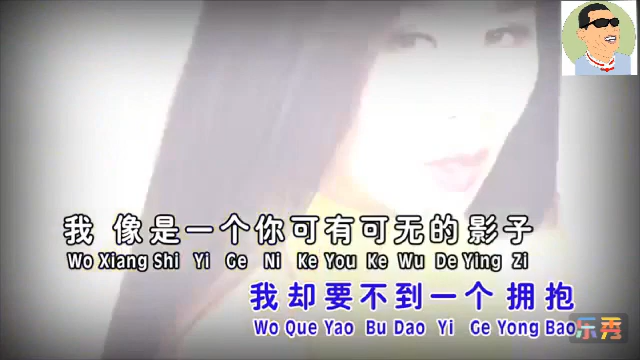 我 像是一个你可有可无的影子
Wo Xiang Shi Yi Ge Ni Ke You Ke Wu De Ying Zi
我却要不到一个 拥抱
Wo Que Yao Bu Dao Yi Ge Yong Bao
乐秀